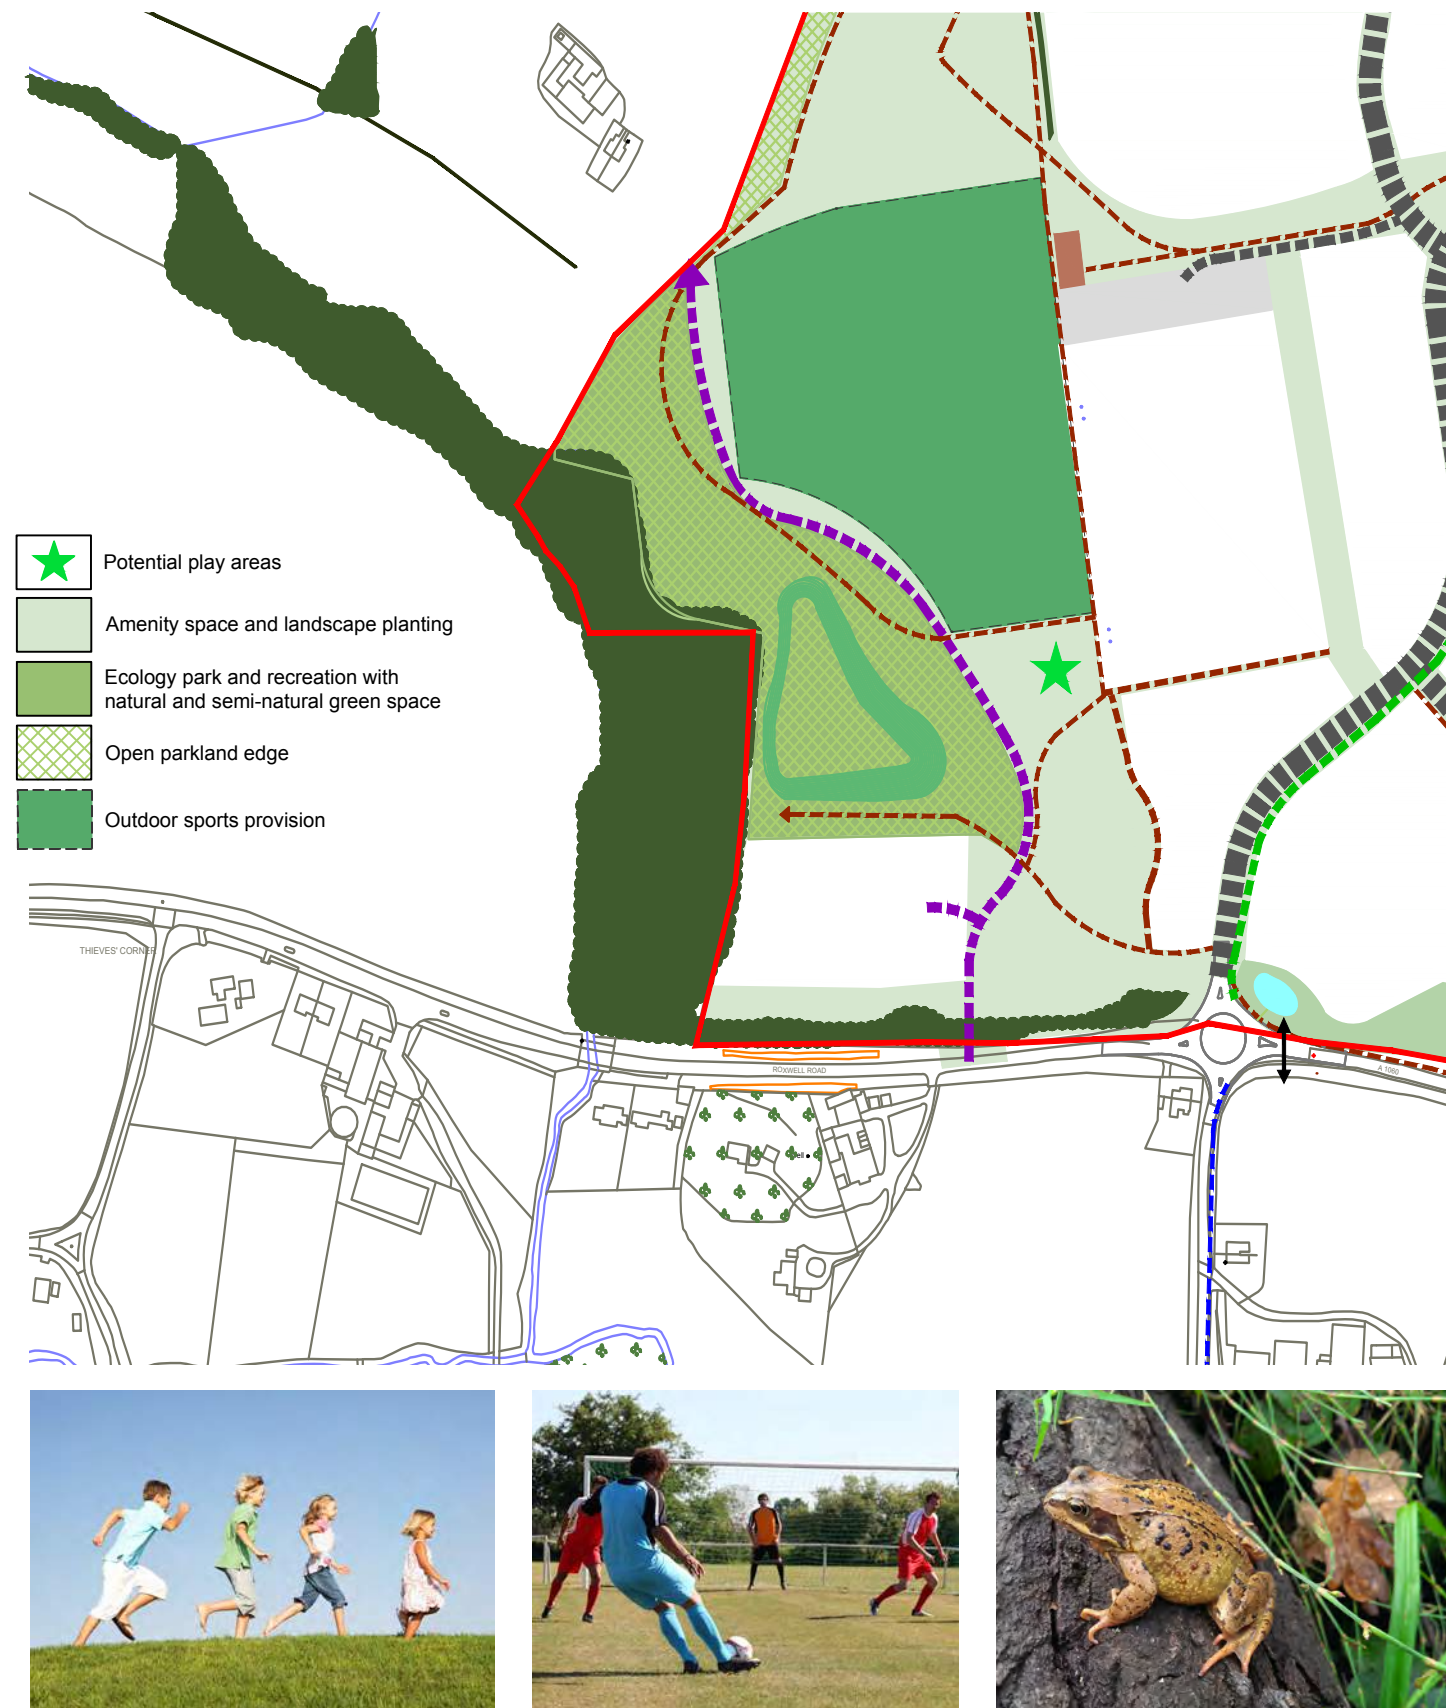 Potential play areas
Amenity space and landscape planting
Ecology park and recreation with
natural and semi-natural green space
Open parkland edge
Outdoor sports provision
THIEVES' CORNER
ROXWELL ROAD
A 1060